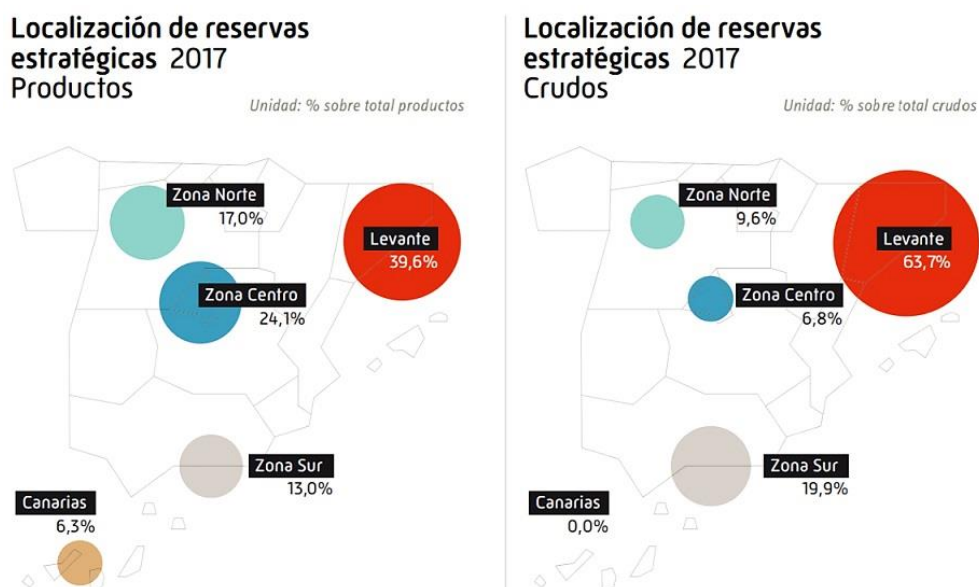 Localización de reservas
estratégicas 2017
Productos
Unidad: % sobre total productos
Zona Norte
17,0%
Levante
39,6%
Zona Centro
24,1%
Zona Sur
13,0%
Canarias
6,3%
Localización de reservas
estratégicas 2017
Crudos
Unidad: % sobre total crudos
Zona Norte
9,6%
Levante
63,7%
Zona Centro
6,8%
Zona Sur
19,9%
Canarias
0,0%